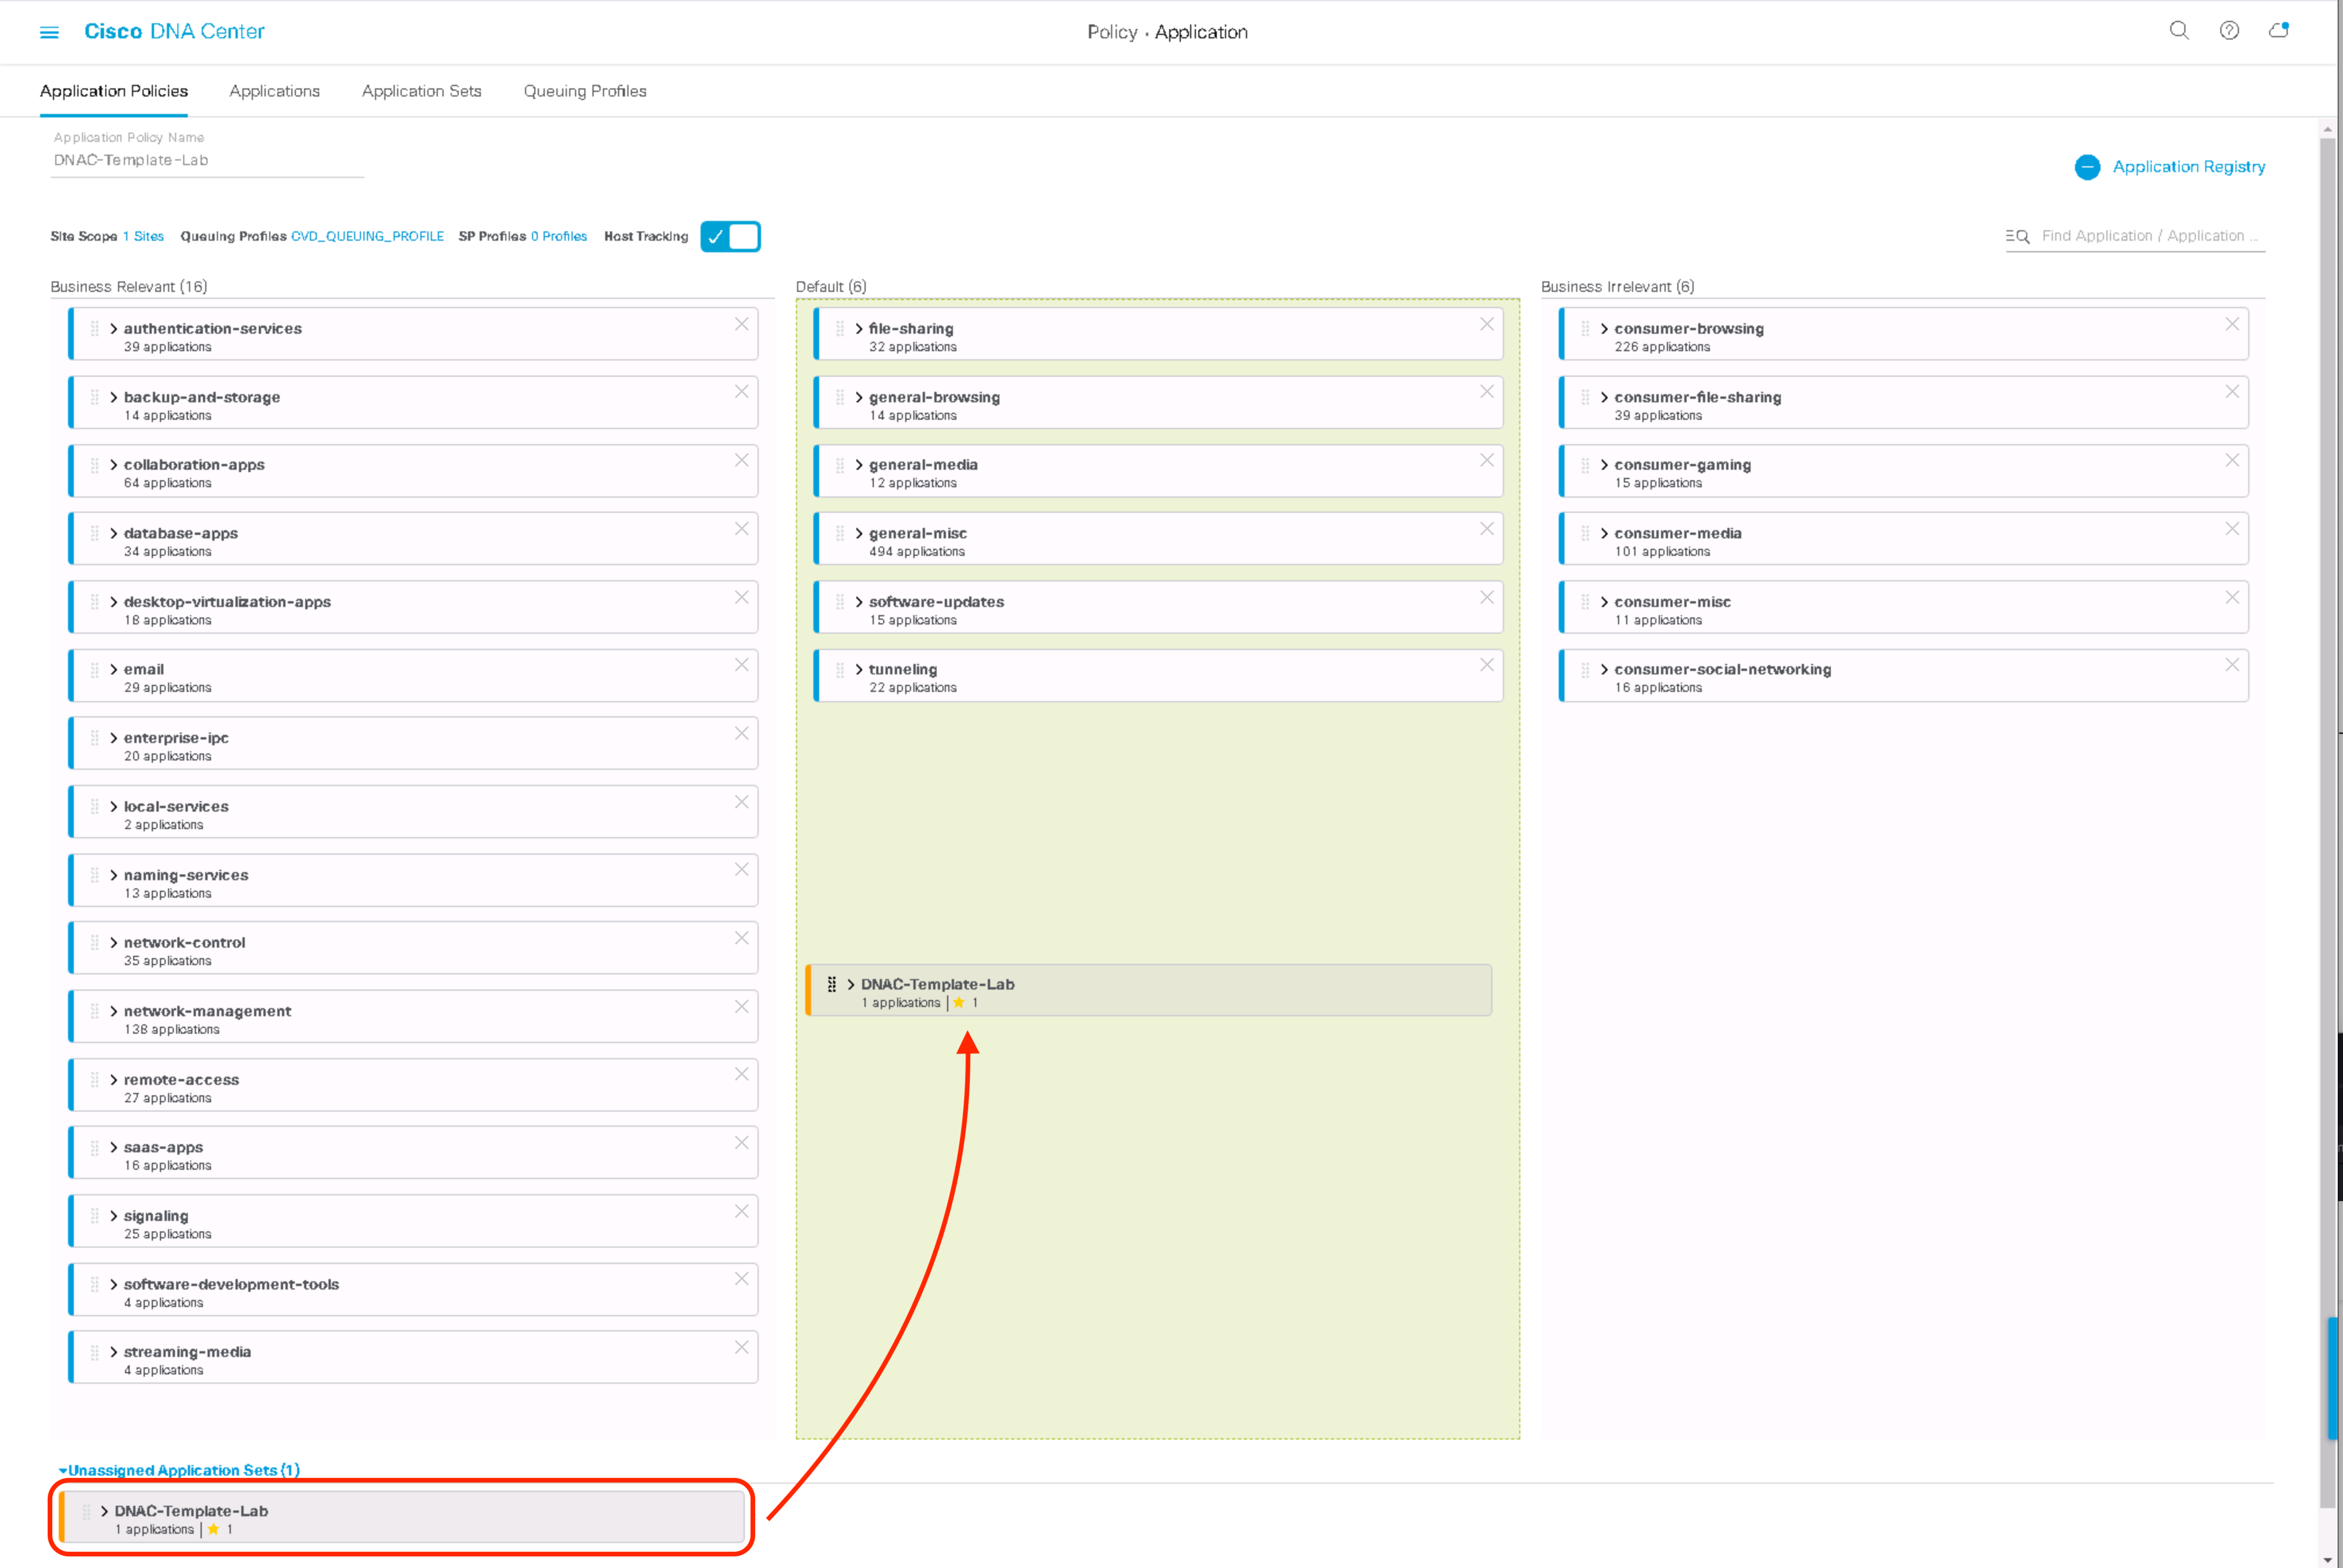 Cisco DNA Center
Policy · Application
Application Policies
Applications
Application Sets
Queuing Profiles
Application Policy Name
DNAC-Template-Lab
Application Registry
Site Scope 1 Sites
Queuing Profiles CVD_QUEUING_PROFILE
SP Profiles 0 Profiles
Host Tracking
Find Application / Application ...
Business Relevant (16)
authentication-services
39 applications
backup-and-storage
14 applications
collaboration-apps
64 applications
database-apps
34 applications
desktop-virtualization-apps
18 applications
email
29 applications
enterprise-ipc
20 applications
local-services
2 applications
naming-services
13 applications
network-control
35 applications
network-management
138 applications
remote-access
27 applications
saas-apps
16 applications
signaling
25 applications
software-development-tools
4 applications
streaming-media
4 applications
Default (6)
file-sharing
32 applications
general-browsing
14 applications
general-media
12 applications
general-misc
494 applications
software-updates
15 applications
tunneling
22 applications
DNAC-Template-Lab
1 applications | 1
Business Irrelevant (6)
consumer-browsing
226 applications
consumer-file-sharing
39 applications
consumer-gaming
15 applications
consumer-media
101 applications
consumer-misc
11 applications
consumer-social-networking
16 applications
Unassigned Application Sets (1)
DNAC-Template-Lab
1 applications | 1